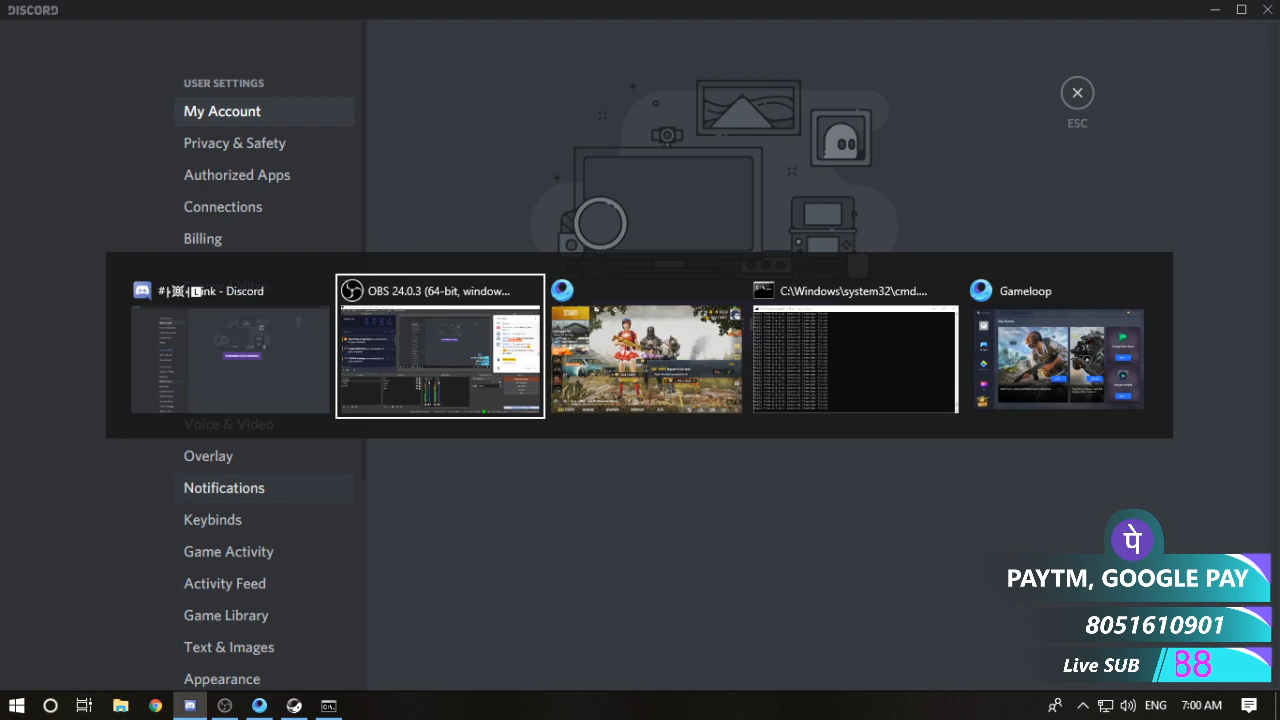 DISCORD
USER SETTINGS
My Account
Privacy & Safety
Authorized Apps
Connections
Billing
ESC
ink - Discord
OBS 24.0.3 (64-bit, window...
C:\Windows\system32\cmd....
Gameloop
START
Voice & Video
Overlay
Notifications
Keybinds
Game Activity
Activity Feed
Game Library
Text & Images
Appearance
पे
PAYTM, GOOGLE PAY
8051610901
Live SUB 88
ENG 7:00 AM